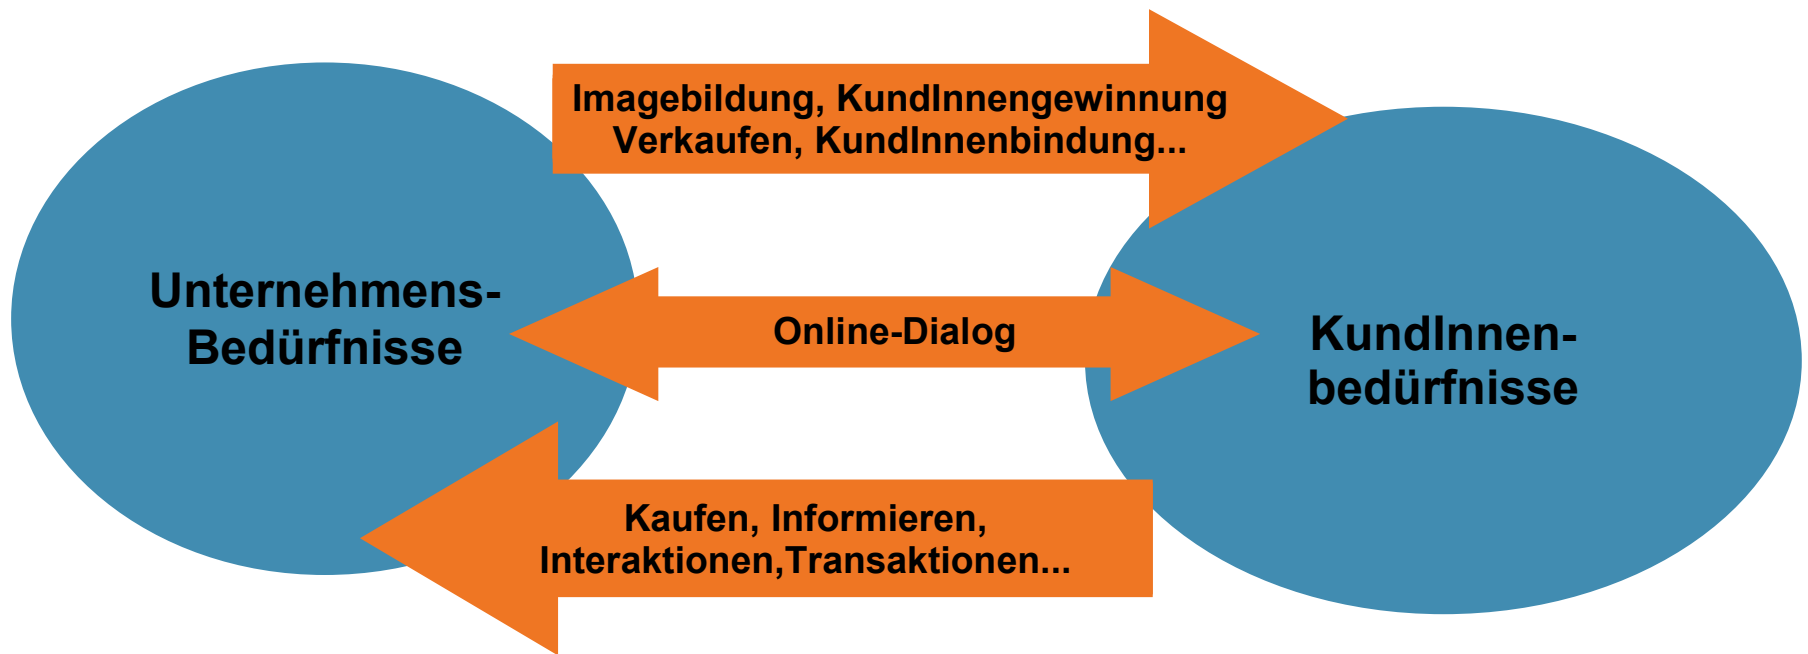 Imagebildung, KundInnengewinnung
Verkaufen, KundInnenbindung...
Unternehmens-
Bedürfnisse
Online-Dialog
KundInnen-
bedürfnisse
Kaufen, Informieren,
Interaktionen,Transaktionen...